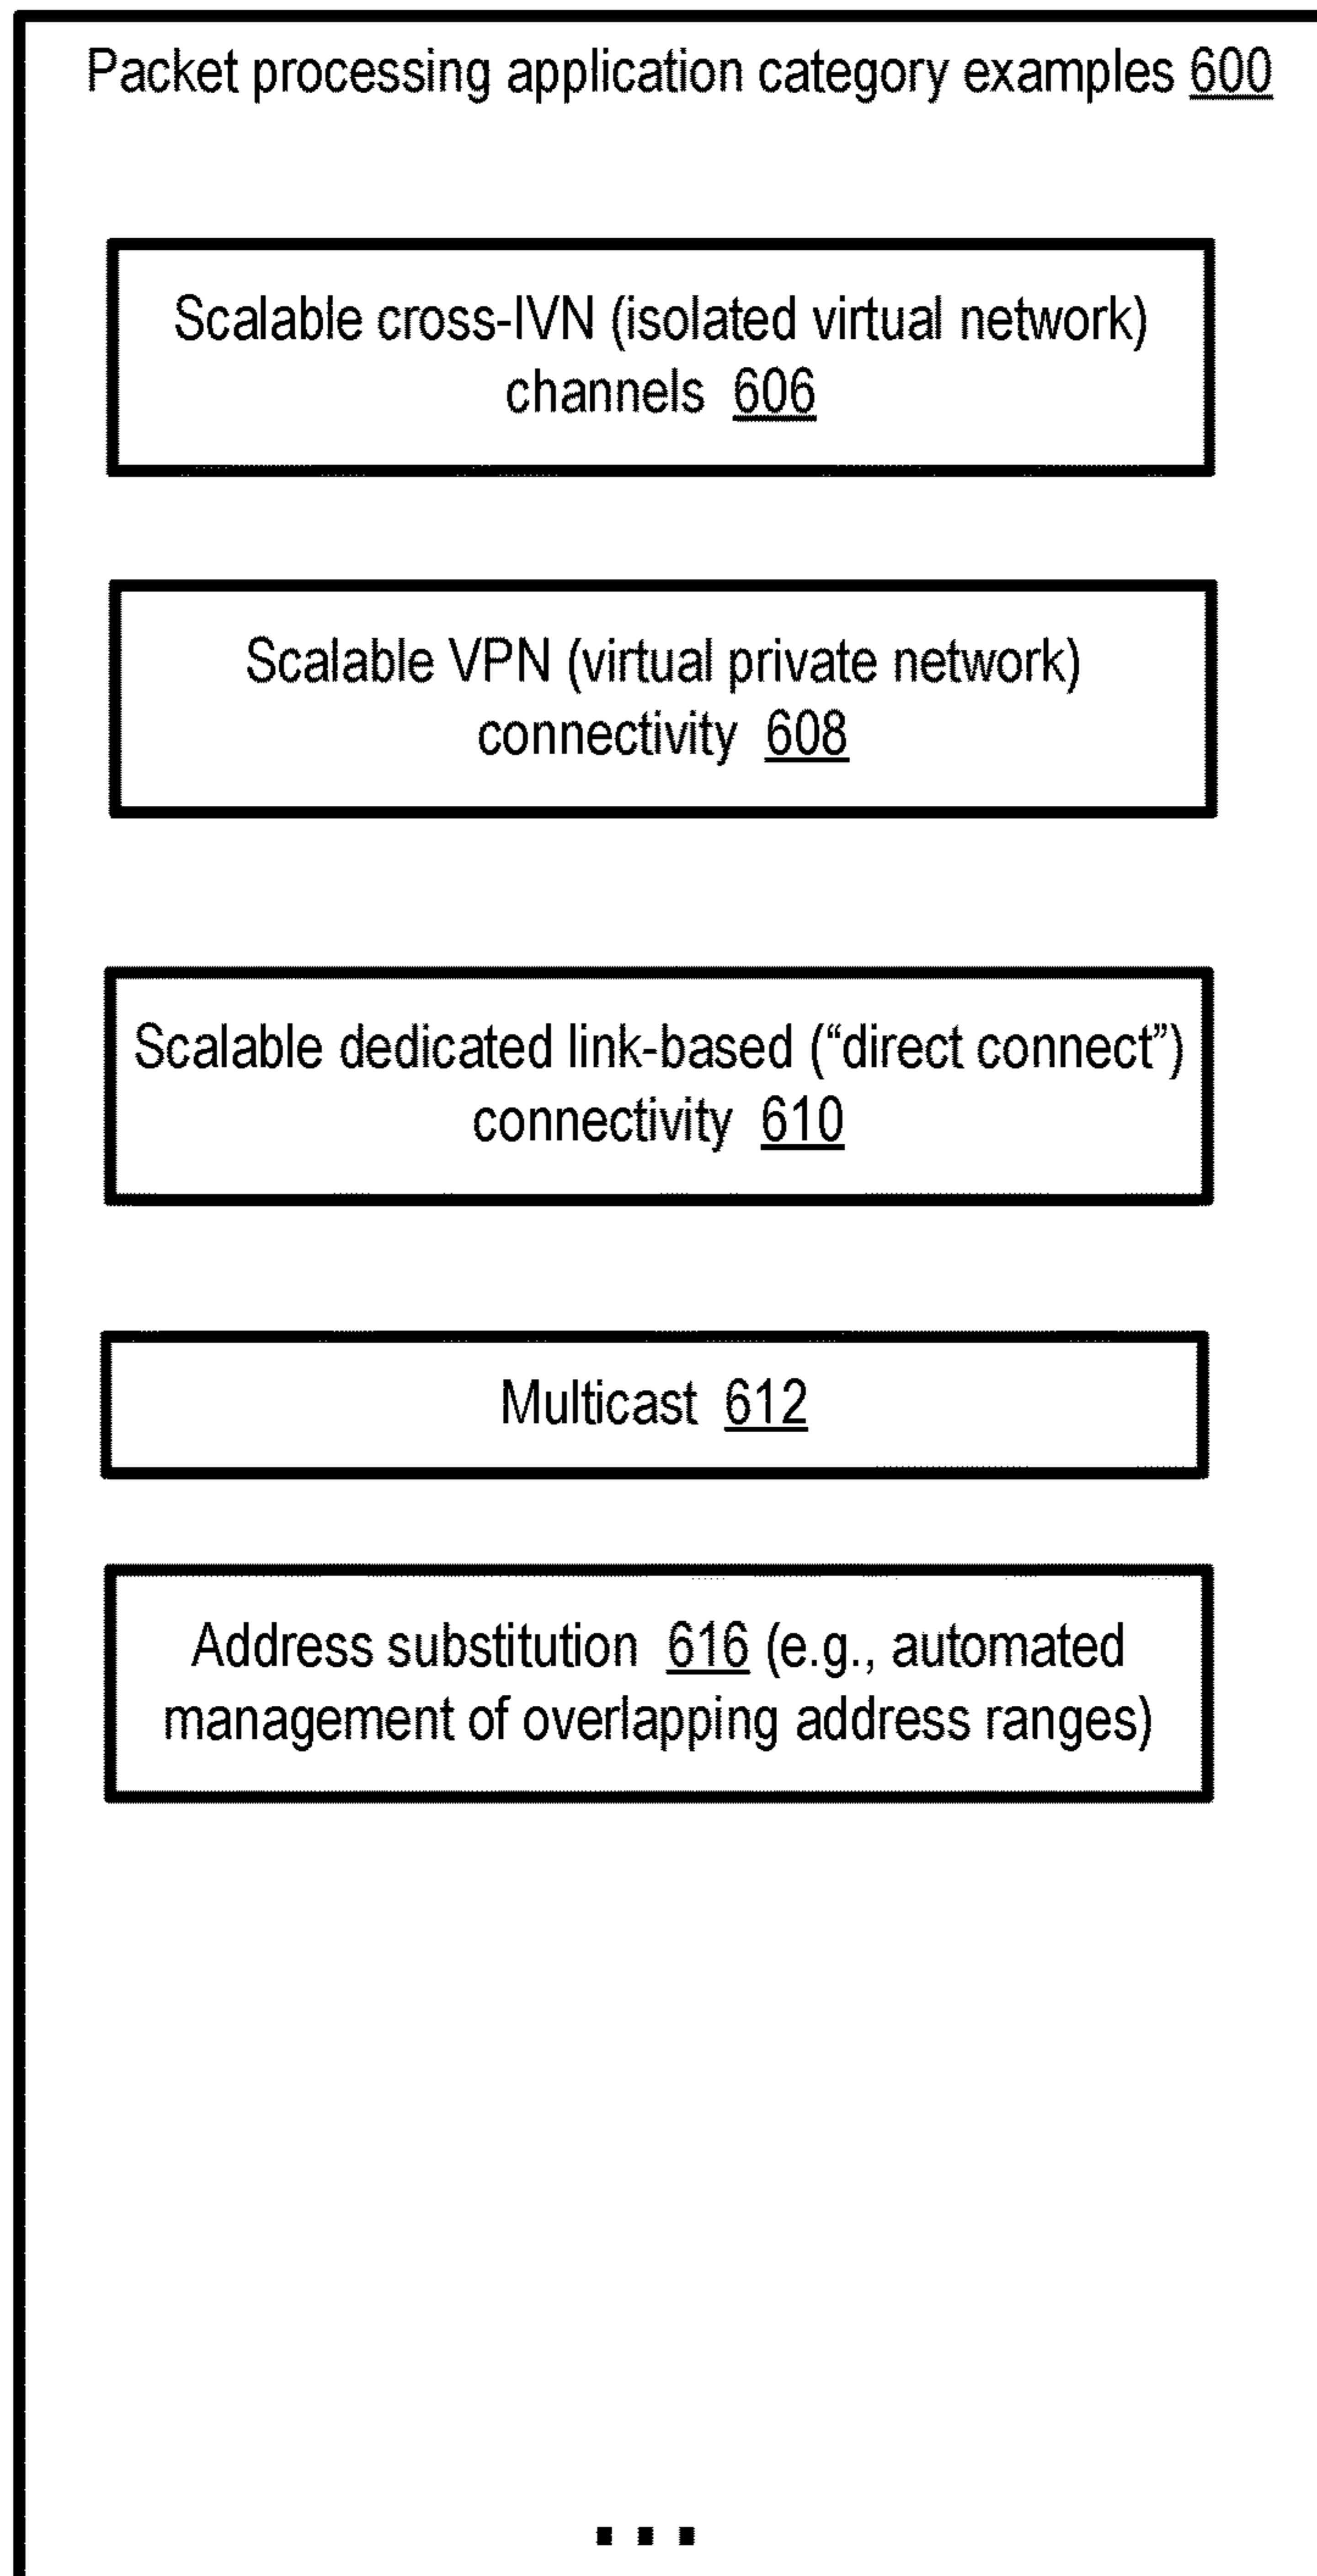 Packet processing application category examples 600
Scalable cross-IVN (isolated virtual network)
channels 606
Scalable VPN (virtual private network)
connectivity 608
Scalable dedicated link-based (“direct connect”)
connectivity 610
Multicast 612
Address substitution 616 (e.g., automated
management of overlapping address ranges)
...